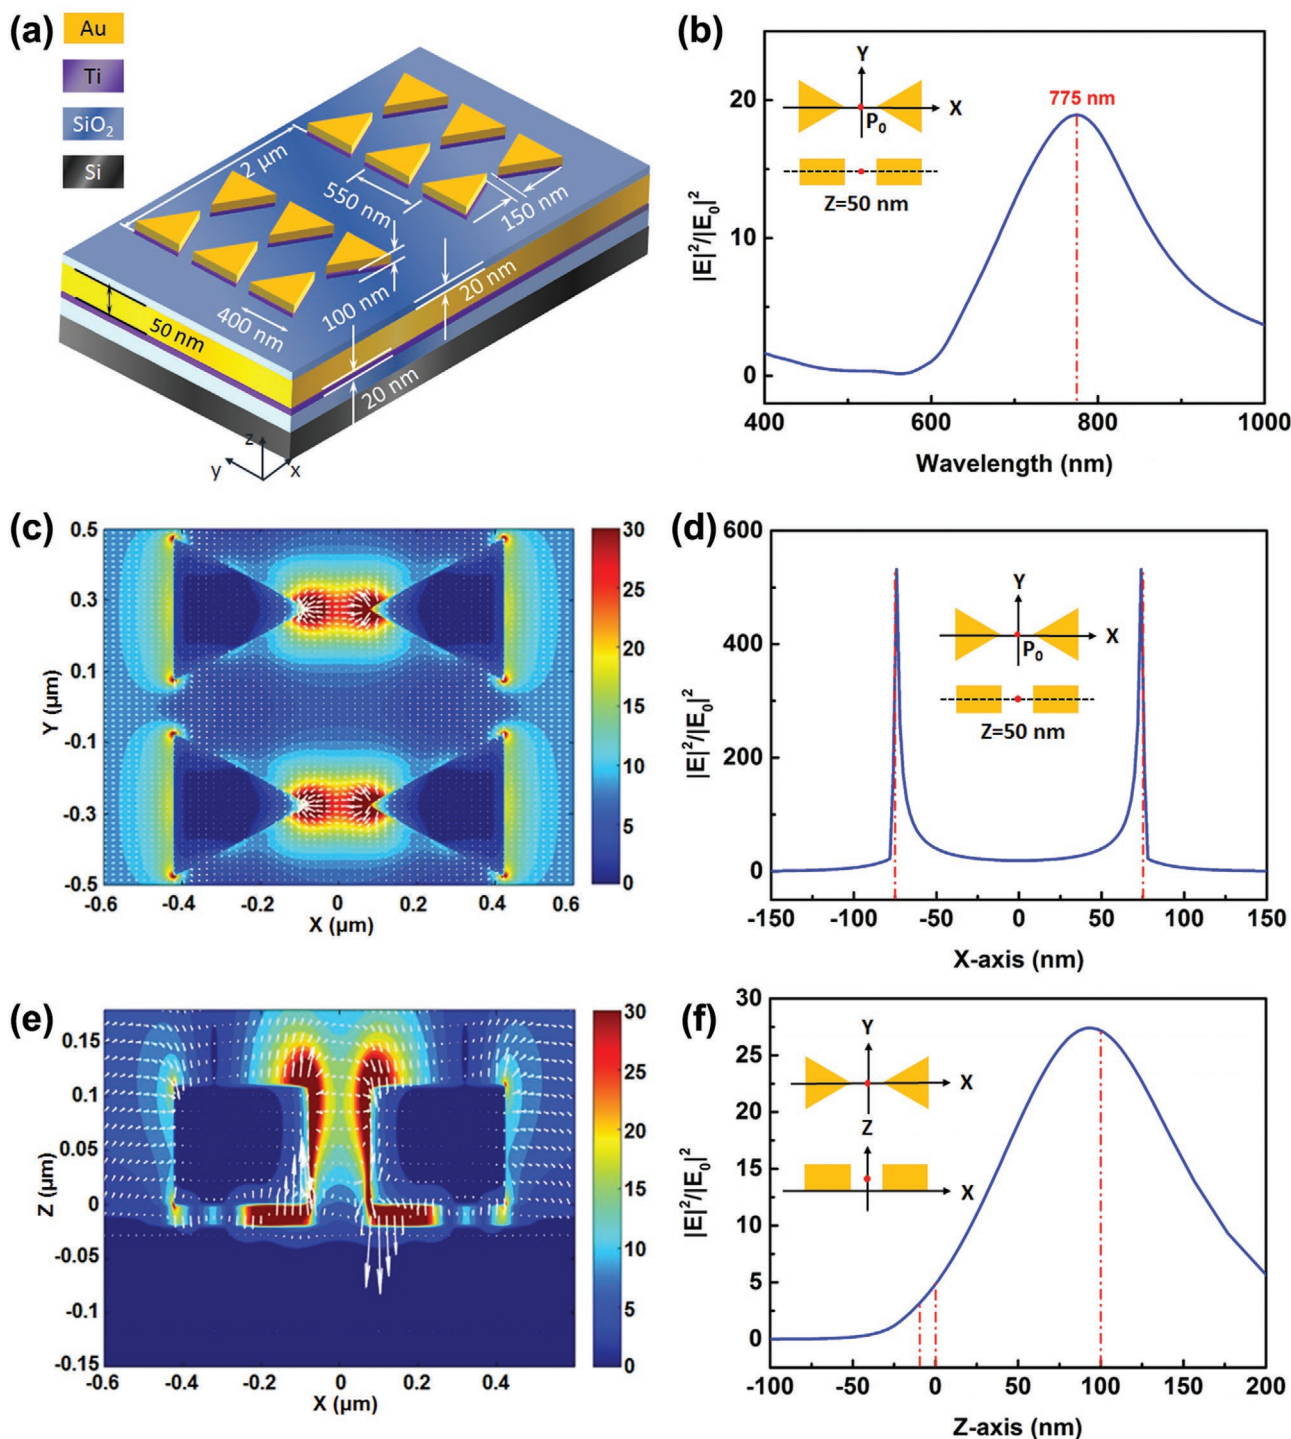 (a)
Au
Ti
SiO2
Si
2 μm
550 nm
150 nm
100 nm
20 nm
400 nm
50 nm
20 nm
z
y
x
(b)
|E|²/|E₀|²
20
10
0
400
600
800
1000
Wavelength (nm)
775 nm
Y
X
P₀
Z=50 nm
(c)
Y (μm)
0.5
0.3
0.1
-0.1
-0.3
-0.5
-0.6
-0.4
-0.2
0
0.2
0.4
0.6
X (μm)
30
25
20
15
10
5
0
(d)
|E|²/|E₀|²
600
400
200
0
-150
-100
-50
0
50
100
150
X-axis (nm)
Y
X
P₀
Z=50 nm
(e)
Z (μm)
0.15
0.1
0.05
0
-0.05
-0.1
-0.15
-0.6
-0.4
-0.2
0
0.2
0.4
X (μm)
30
25
20
15
10
5
0
(f)
|E|²/|E₀|²
30
25
20
15
10
5
0
-100
-50
0
50
100
150
200
Z-axis (nm)
Y
X
Z
X